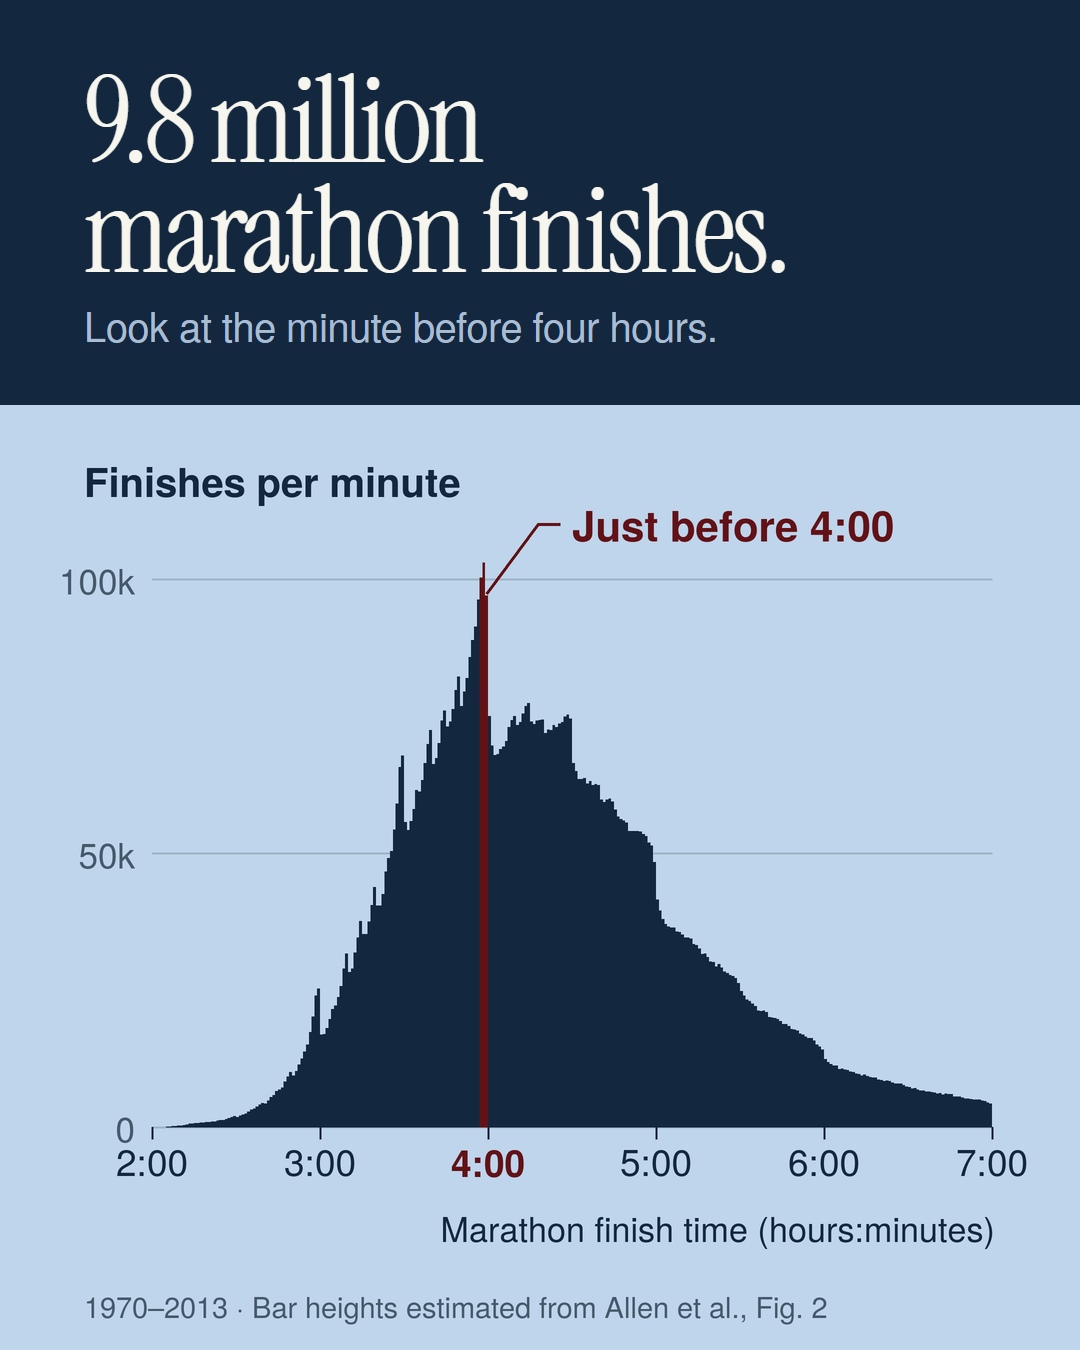 9.8 million
marathon finishes.
Look at the minute before four hours.
Finishes per minute
Just before 4:00
100k
50k
0
2:00 3:00 4:00 5:00 6:00 7:00
Marathon finish time (hours:minutes)
1970–2013 · Bar heights estimated from Allen et al., Fig. 2